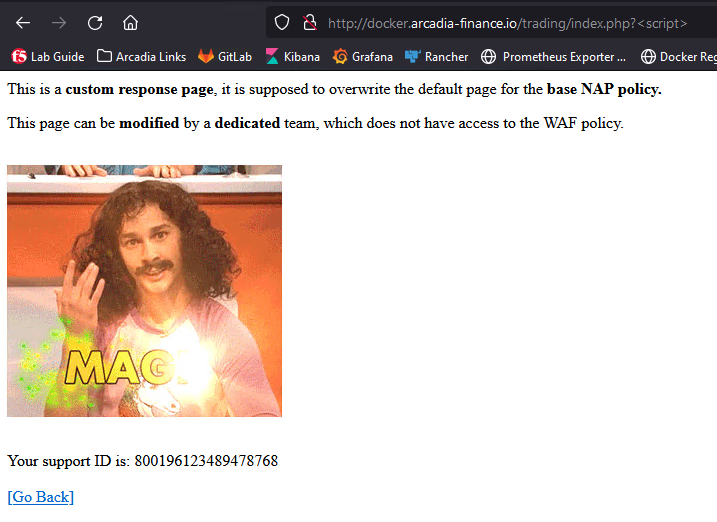 http://docker.arcadia-finance.io/trading/index.php?<script>
Lab Guide Arcadia Links GitLab Kibana Grafana Rancher Prometheus Exporter ... Docker Reg
This is a custom response page, it is supposed to overwrite the default page for the base NAP policy.
This page can be modified by a dedicated team, which does not have access to the WAF policy.
MAG
Your support ID is: 800196123489478768
[Go Back]